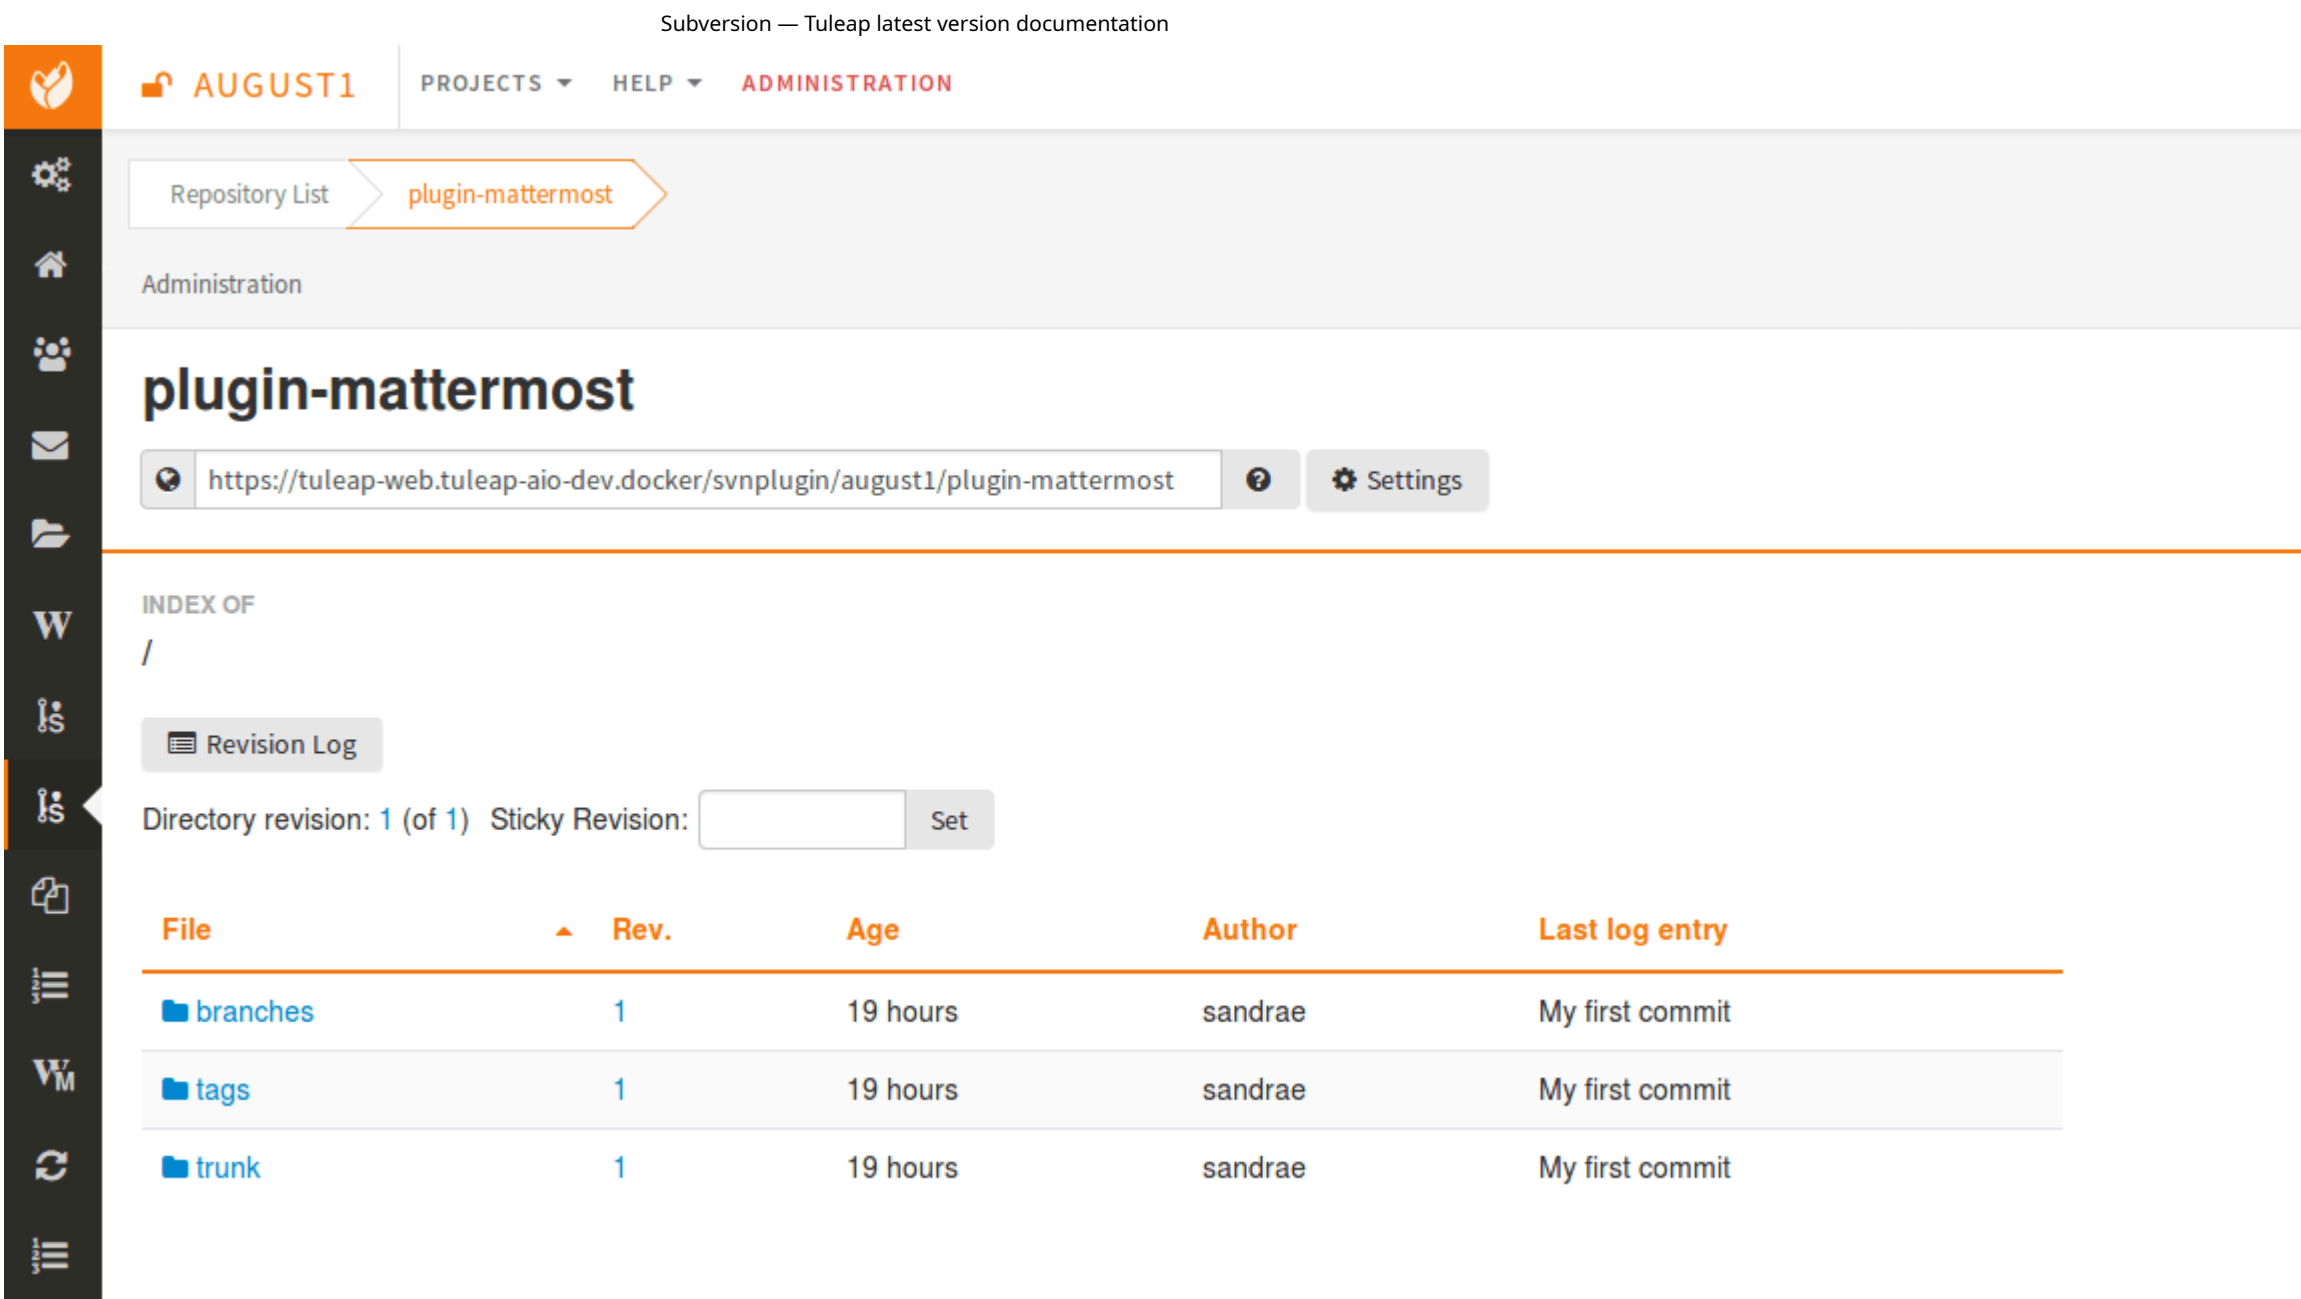 Subversion — Tuleap latest version documentation
AUGUST1 PROJECTS HELP ADMINISTRATION
Repository List plugin-mattermost
Administration
plugin-mattermost
https://tuleap-web.tuleap-aio-dev.docker/svnplugin/august1/plugin-mattermost Settings
INDEX OF
/
Revision Log
Directory revision: 1 (of 1) Sticky Revision: Set
File Rev. Age Author Last log entry
branches 1 19 hours sandrae My first commit
tags 1 19 hours sandrae My first commit
trunk 1 19 hours sandrae My first commit